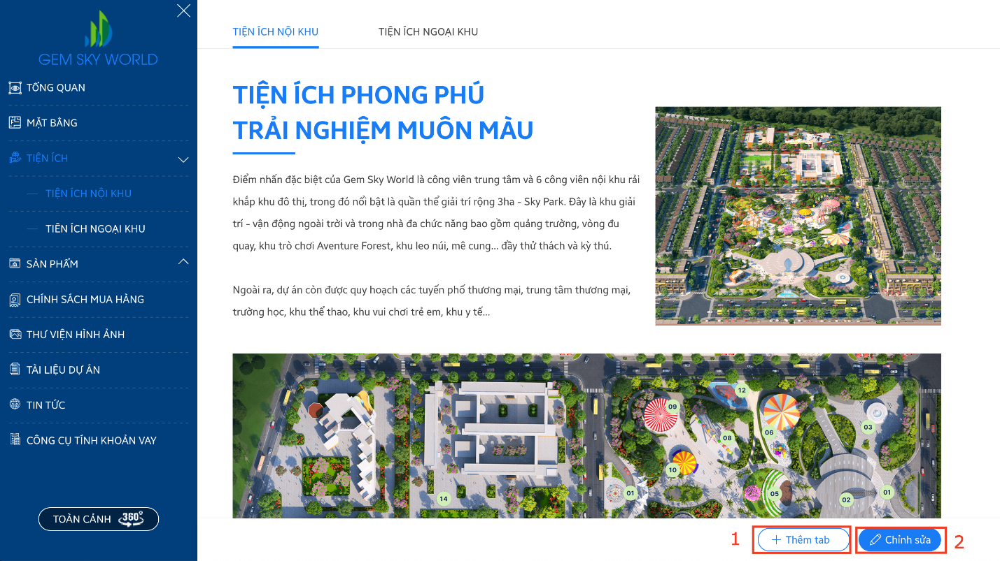 GEM SKY WORLD
TỔNG QUAN
MẶT BẰNG
TIỆN ÍCH
TIỆN ÍCH NỘI KHU
TIÊN ÍCH NGOẠI KHU
SẢN PHẨM
CHÍNH SÁCH MUA HÀNG
THƯ VIỆN HÌNH ẢNH
TÀI LIỆU DỰ ÁN
TIN TỨC
CÔNG CỤ TÍNH KHOẢN VAY
TOÀN CẢNH 360°
TIỆN ÍCH NỘI KHU
TIỆN ÍCH NGOẠI KHU
TIỆN ÍCH PHONG PHÚ
TRẢI NGHIỆM MUÔN MÀU
Điểm nhấn đặc biệt của Gem Sky World là công viên trung tâm và 6 công viên nội khu rải
khắp khu đô thị, trong đó nổi bật là quần thể giải trí rộng 3ha - Sky Park. Đây là khu giải
trí - vận động ngoài trời và trong nhà đa chức năng bao gồm quảng trường, vòng đu
quay, khu trò chơi Aventure Forest, khu leo núi, mê cung... đầy thử thách và kỳ thú.
Ngoài ra, dự án còn được quy hoạch các tuyến phố thương mại, trung tâm thương mại,
trường học, khu thể thao, khu vui chơi trẻ em, khu y tế...
12
09
03
06
08
10
01
05
01
02
14
1
Thêm tab
Chỉnh sửa
2